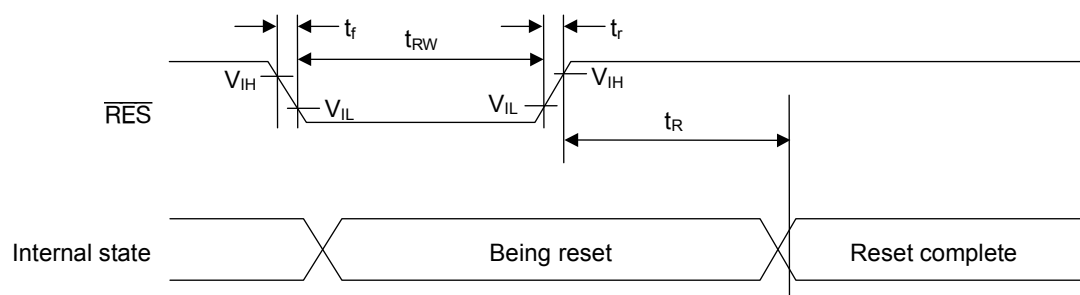 tf
tRW
tr
VIH
VIL
VIL
VIH
RES
tR
Internal state
Being reset
Reset complete